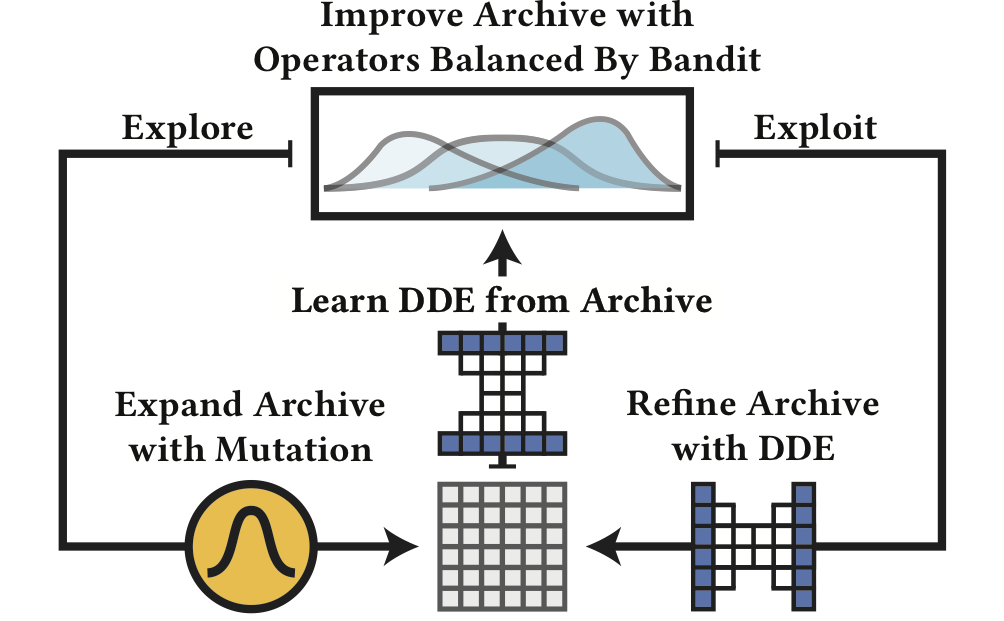 Improve Archive with
Operators Balanced By Bandit
Explore
Exploit
Learn DDE from Archive
Expand Archive
with Mutation
Refine Archive
with DDE